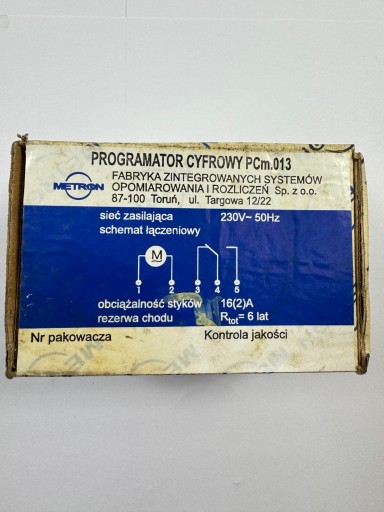 PROGRAMATOR CYFROWY PCm.013
METRON
FABRYKA ZINTEGROWANYCH SYSTEMÓW
OPOMIAROWANIA I ROZLICZEŃ Sp. z o.o.
87-100 Toruń, ul. Targowa 12/22
sieć zasilająca 230V~ 50Hz
schemat łączeniowy
M
1 2 3 4 5
obciążalność styków 16(2)A
rezerwa chodu Rtot = 6 lat
Nr pakowacza Kontrola jakości